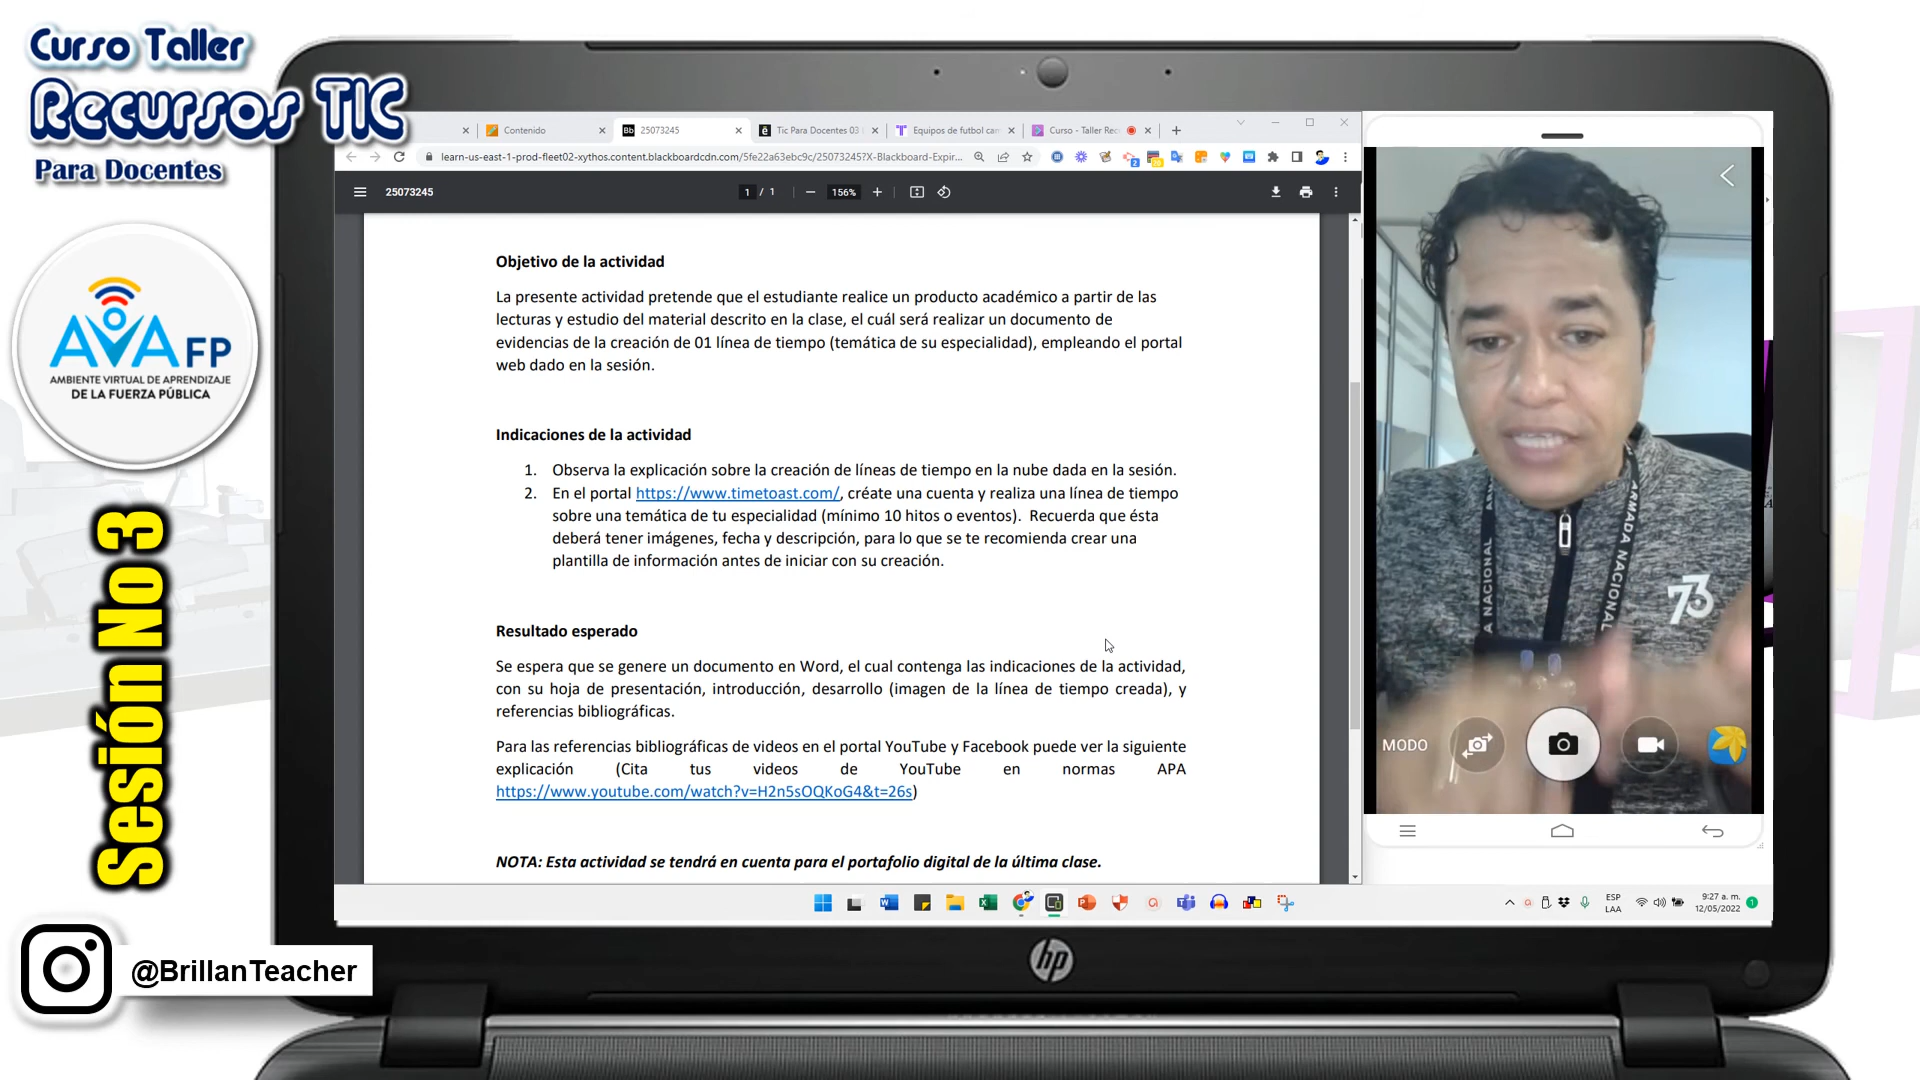 Curso Taller
Recursos TIC
Para Docentes
AVA FP
AMBIENTE VIRTUAL DE APRENDIZAJE
DE LA FUERZA PÚBLICA
Sesión No 3
@BrillanTeacher
Contenido
Bb 25073245
Tic Para Docentes 03
Equipos de futbol can
Curso - Taller Rec
learn-us-east-1-prod-fleet02-xythos.content.blackboardcdn.com/5fe22a63ebc9c/25073245?X-Blackboard-Expir...
25073245
1 / 1
156%
Objetivo de la actividad
La presente actividad pretende que el estudiante realice un producto académico a partir de las
lecturas y estudio del material descrito en la clase, el cuál será realizar un documento de
evidencias de la creación de 01 línea de tiempo (temática de su especialidad), empleando el portal
web dado en la sesión.
Indicaciones de la actividad
1. Observa la explicación sobre la creación de líneas de tiempo en la nube dada en la sesión.
2. En el portal https://www.timetoast.com/, créate una cuenta y realiza una línea de tiempo
sobre una temática de tu especialidad (mínimo 10 hitos o eventos). Recuerda que ésta
deberá tener imágenes, fecha y descripción, para lo que se te recomienda crear una
plantilla de información antes de iniciar con su creación.
Resultado esperado
Se espera que se genere un documento en Word, el cual contenga las indicaciones de la actividad,
con su hoja de presentación, introducción, desarrollo (imagen de la línea de tiempo creada), y
referencias bibliográficas.
Para las referencias bibliográficas de videos en el portal YouTube y Facebook puede ver la siguiente
explicación (Cita tus videos de YouTube en normas APA
https://www.youtube.com/watch?v=H2n5sOQKoG4&t=26s)
NOTA: Esta actividad se tendrá en cuenta para el portafolio digital de la última clase.
A NACIONAL
ARMADA NACIONAL
73
MODO
ESP
LAA
9:27 a. m.
12/05/2022
1
hp